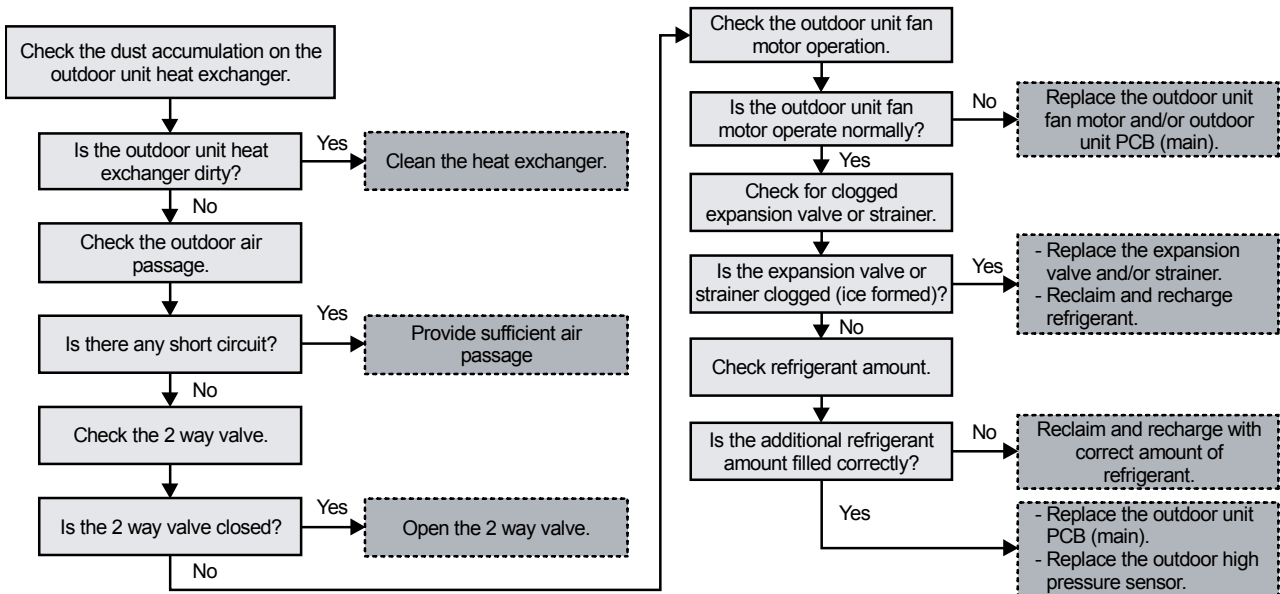 Check the dust accumulation on the
outdoor unit heat exchanger.
Is the outdoor unit heat
exchanger dirty?
Yes
Clean the heat exchanger.
No
Check the outdoor air
passage.
Is there any short circuit?
Yes
Provide sufficient air
passage
No
Check the 2 way valve.
Is the 2 way valve closed?
Yes
Open the 2 way valve.
No
Check the outdoor unit fan
motor operation.
Is the outdoor unit fan
motor operate normally?
No
Replace the outdoor unit
fan motor and/or outdoor
unit PCB (main).
Yes
Check for clogged
expansion valve or strainer.
Is the expansion valve or
strainer clogged (ice formed)?
Yes
- Replace the expansion
valve and/or strainer.
- Reclaim and recharge
refrigerant.
No
Check refrigerant amount.
Is the additional refrigerant
amount filled correctly?
No
Reclaim and recharge with
correct amount of
refrigerant.
Yes
- Replace the outdoor unit
PCB (main).
- Replace the outdoor high
pressure sensor.